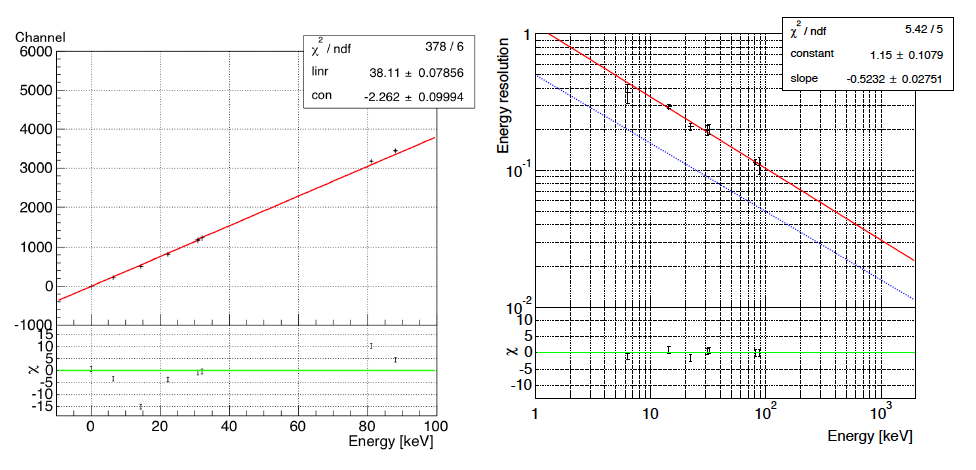 Channel
6000
5000
4000
3000
2000
1000
0
-1000
χ² / ndf 378 / 6
linr 38.11 ± 0.07856
con -2.262 ± 0.09994
15
10
5
0
-5
-10
-15
χ
0 20 40 60 80 100
Energy [keV]
Energy resolution
1
10⁻¹
10⁻²
χ² / ndf 5.42 / 5
constant 1.15 ± 0.1079
slope -0.5232 ± 0.02751
10
5
0
-5
-10
χ
1 10 10² 10³
Energy [keV]